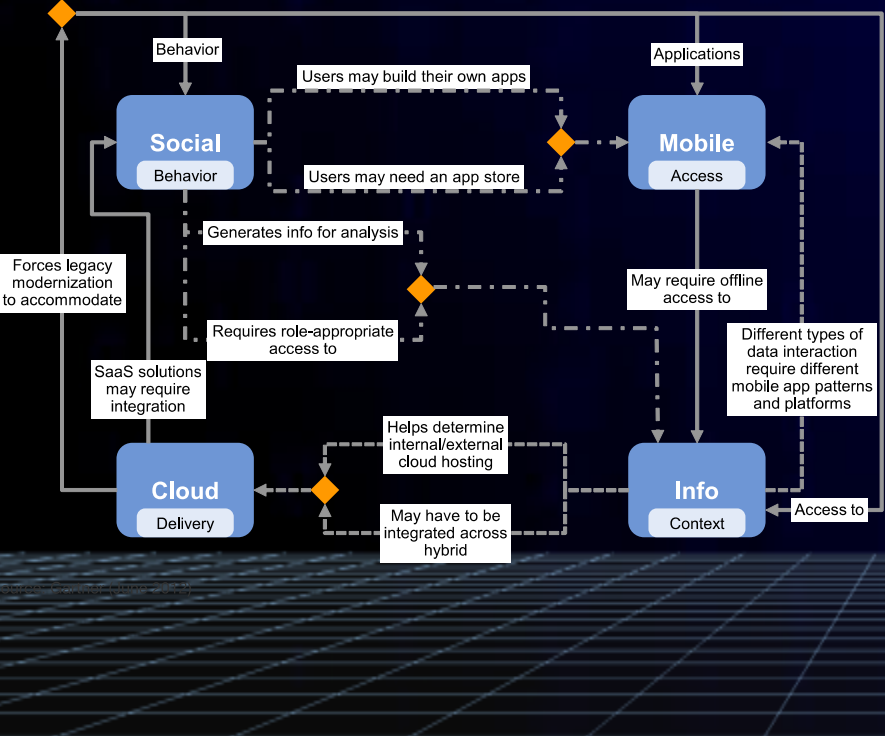 Behavior
Applications
Users may build their own apps
Social
Behavior
Mobile
Access
Users may need an app store
Generates info for analysis
Forces legacy
modernization
to accommodate
May require offline
access to
Requires role-appropriate
access to
Different types of
data interaction
require different
mobile app patterns
and platforms
SaaS solutions
may require
integration
Helps determine
internal/external
cloud hosting
Cloud
Delivery
Info
Context
Access to
May have to be
integrated across
hybrid